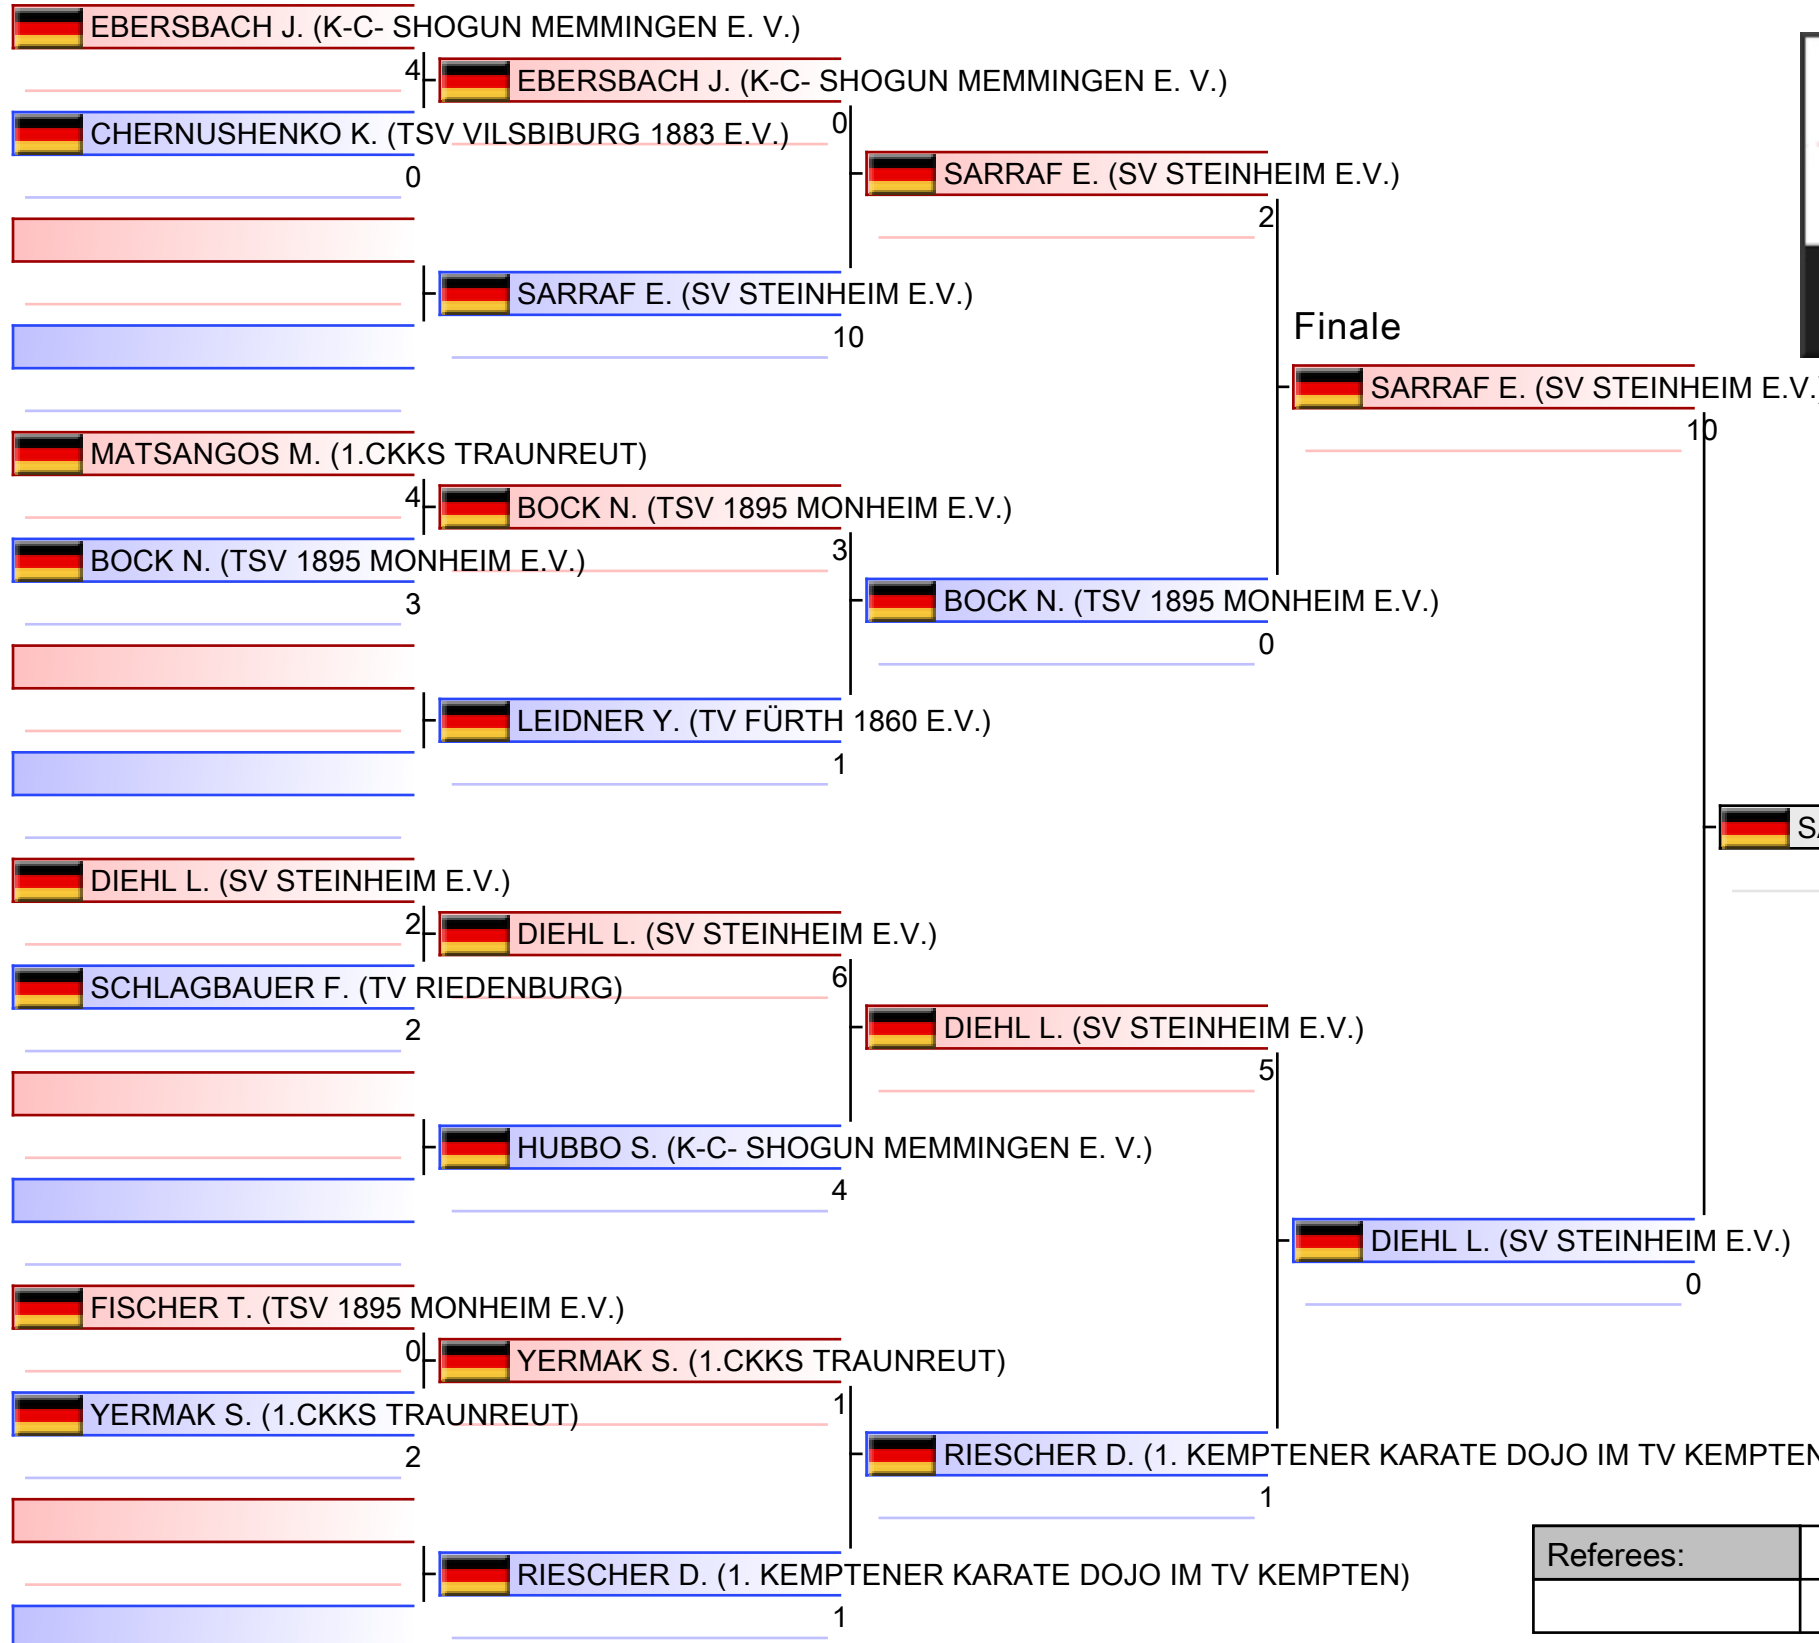 EBERSBACH J. (K-C- SHOGUN MEMMINGEN E. V.)
4
EBERSBACH J. (K-C- SHOGUN MEMMINGEN E. V.)
0
CHERNUSHENKO K. (TSV VILSBIBURG 1883 E.V.)
0
SARRAF E. (SV STEINHEIM E.V.)
2
SARRAF E. (SV STEINHEIM E.V.)
10
Finale
SARRAF E. (SV STEINHEIM E.V.)
10
MATSANGOS M. (1.CKKS TRAUNREUT)
4
BOCK N. (TSV 1895 MONHEIM E.V.)
3
BOCK N. (TSV 1895 MONHEIM E.V.)
3
BOCK N. (TSV 1895 MONHEIM E.V.)
0
LEIDNER Y. (TV FÜRTH 1860 E.V.)
1
DIEHL L. (SV STEINHEIM E.V.)
2
DIEHL L. (SV STEINHEIM E.V.)
6
SCHLAGBAUER F. (TV RIEDENBURG)
2
DIEHL L. (SV STEINHEIM E.V.)
5
HUBBO S. (K-C- SHOGUN MEMMINGEN E. V.)
4
DIEHL L. (SV STEINHEIM E.V.)
0
FISCHER T. (TSV 1895 MONHEIM E.V.)
0
YERMAK S. (1.CKKS TRAUNREUT)
1
YERMAK S. (1.CKKS TRAUNREUT)
2
RIESCHER D. (1. KEMPTENER KARATE DOJO IM TV KEMPTEN
1
RIESCHER D. (1. KEMPTENER KARATE DOJO IM TV KEMPTEN)
1
Referees: